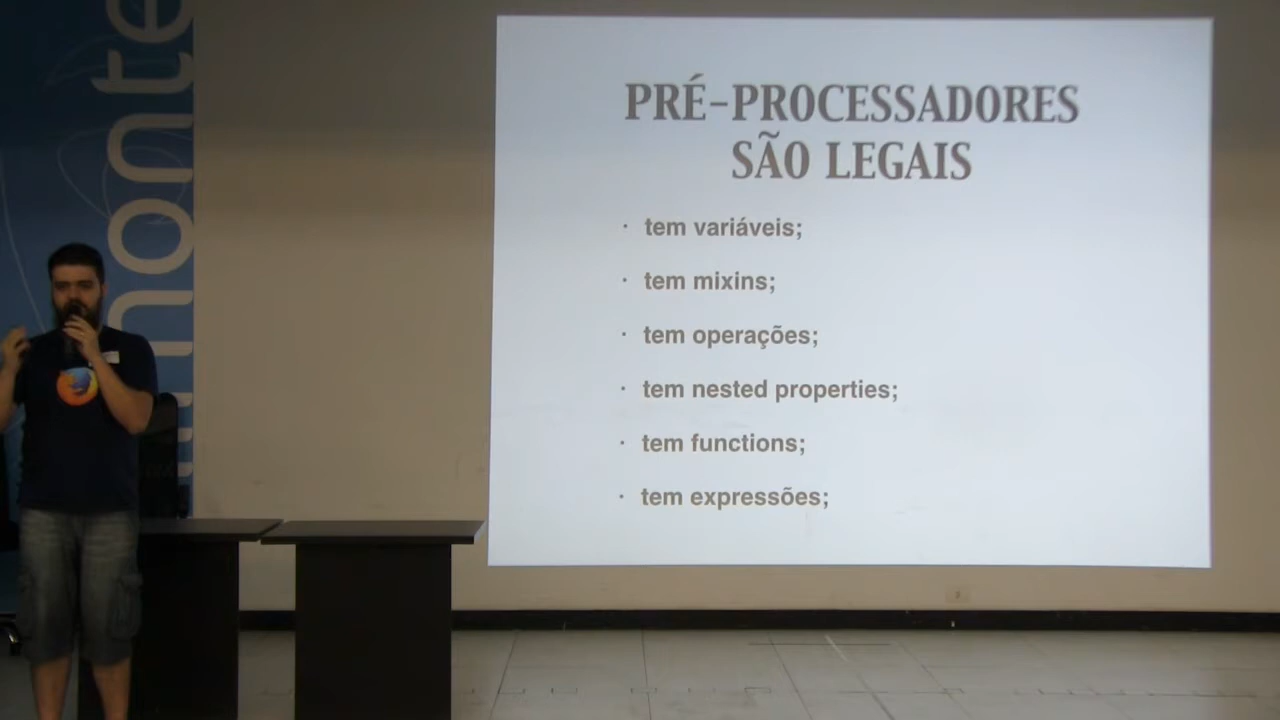 PRÉ-PROCESSADORES
SÃO LEGAIS
· tem variáveis;
· tem mixins;
· tem operações;
· tem nested properties;
· tem functions;
· tem expressões;